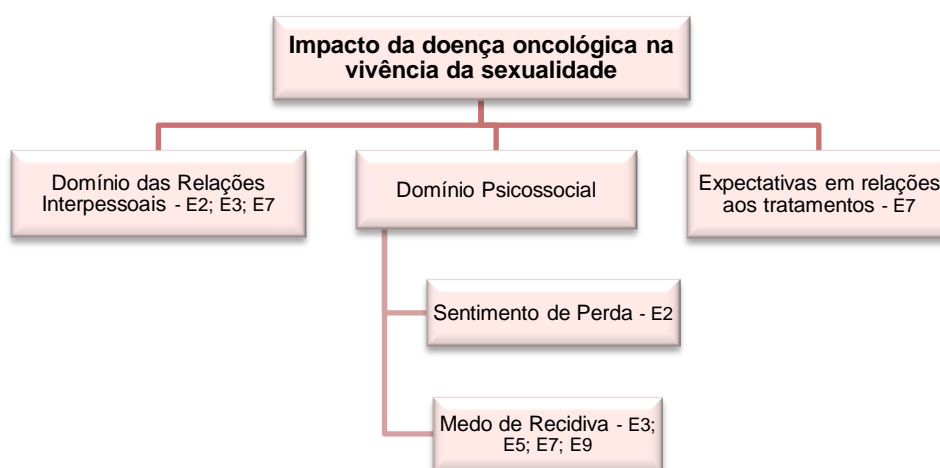 Impacto da doença oncológica na
vivência da sexualidade
Domínio das Relações
Interpessoais - E2; E3; E7
Domínio Psicossocial
Expectativas em relações
aos tratamentos - E7
Sentimento de Perda - E2
Medo de Recidiva - E3;
E5; E7; E9